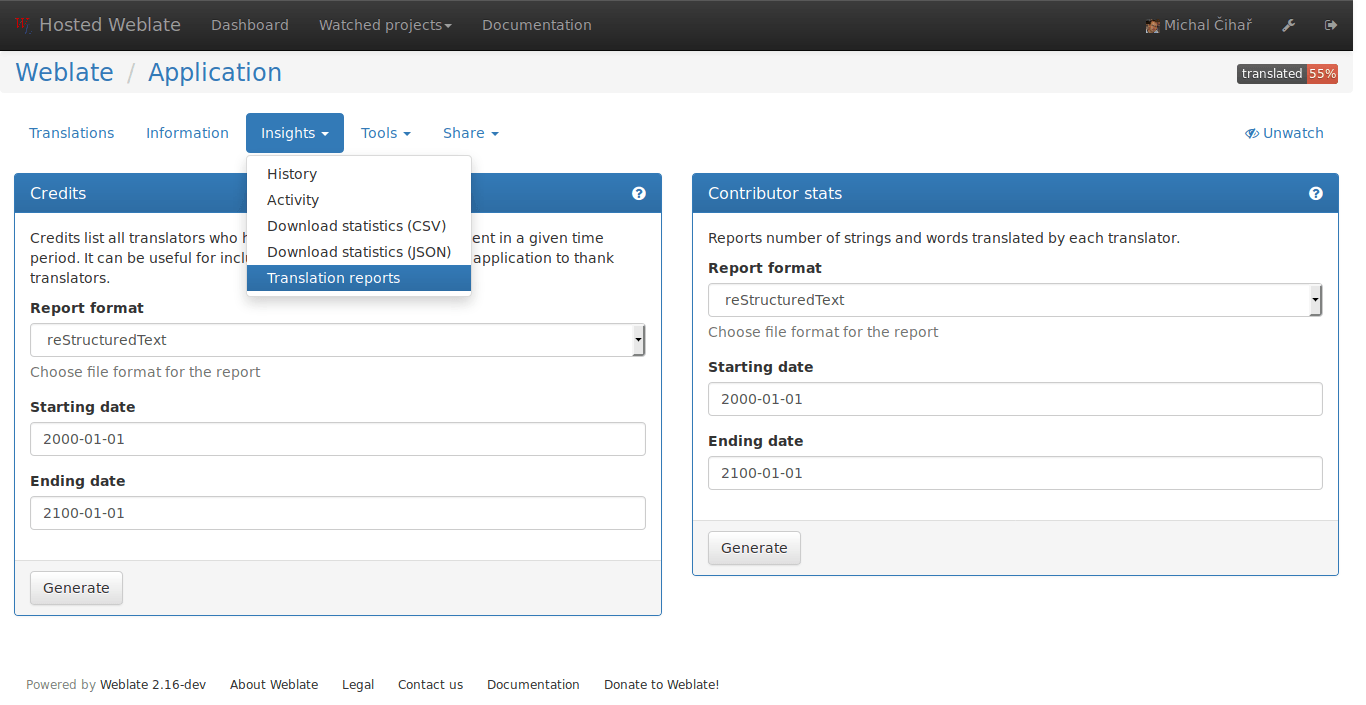 Hosted Weblate Dashboard Watched projects Documentation Michal Čihař
Weblate / Application
translated 55%
Translations Information Insights Tools Share Unwatch
History
Activity
Download statistics (CSV)
Download statistics (JSON)
Translation reports
Credits
Credits list all translators who ent in a given time
period. It can be useful for application to thank
translators.
Report format
reStructuredText
Choose file format for the report
Starting date
2000-01-01
Ending date
2100-01-01
Generate
Contributor stats
Reports number of strings and words translated by each translator.
Report format
reStructuredText
Choose file format for the report
Starting date
2000-01-01
Ending date
2100-01-01
Generate
Powered by Weblate 2.16-dev About Weblate Legal Contact us Documentation Donate to Weblate!